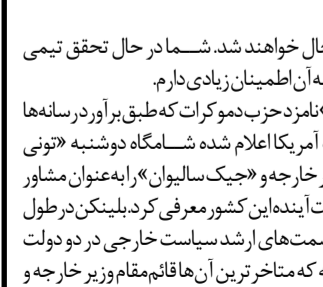 حال خواهند شد. شما در حال تحقق تیمی
به آن اطمینان زیادی دارم.
نامزد حزب دموکرات که طبق برآورد رسانه‌ها
آمریکا اعلام شده شامگاه دوشنبه «تونی
خارجه و «جیک سالیوان» را به‌عنوان مشاور
آینده این کشور معرفی کرد. بلینکن در طول
سمت‌های ارشد سیاست خارجی در دو دولت
که متاخرترین آن‌ها قائم‌مقام وزیر خارجه و